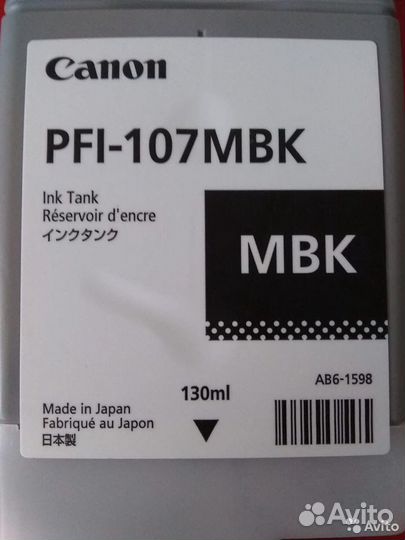 Canon
PFI-107MBK
Ink Tank
Réservoir d'encre
インクタンク
MBK
130ml
AB6-1598
Made in Japan
Fabriqué au Japon
日本製
Avito
Avito